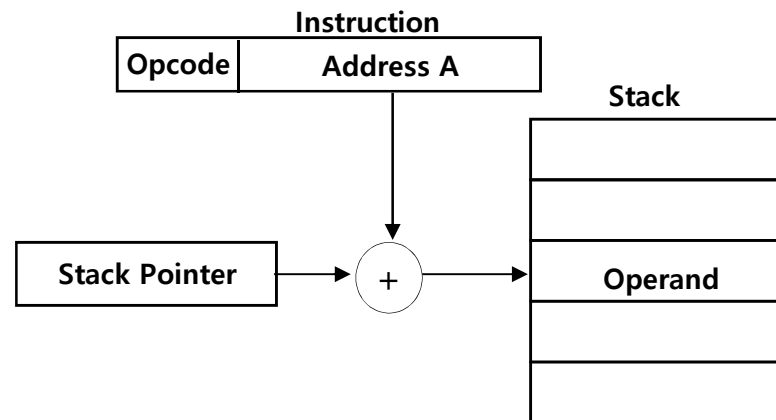 Instruction
Opcode
Address A
Stack
Stack Pointer
+
Operand